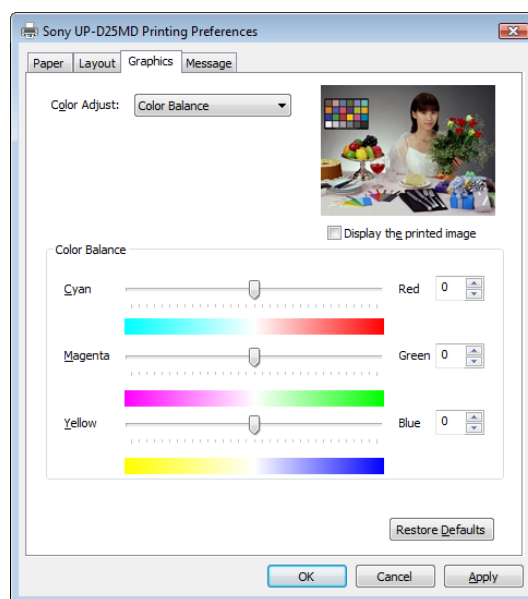 Sony UP-D25MD Printing Preferences
Paper Layout Graphics Message
Color Adjust: Color Balance
Display the printed image
Color Balance
Cyan Red 0
Magenta Green 0
Yellow Blue 0
Restore Defaults
OK Cancel Apply